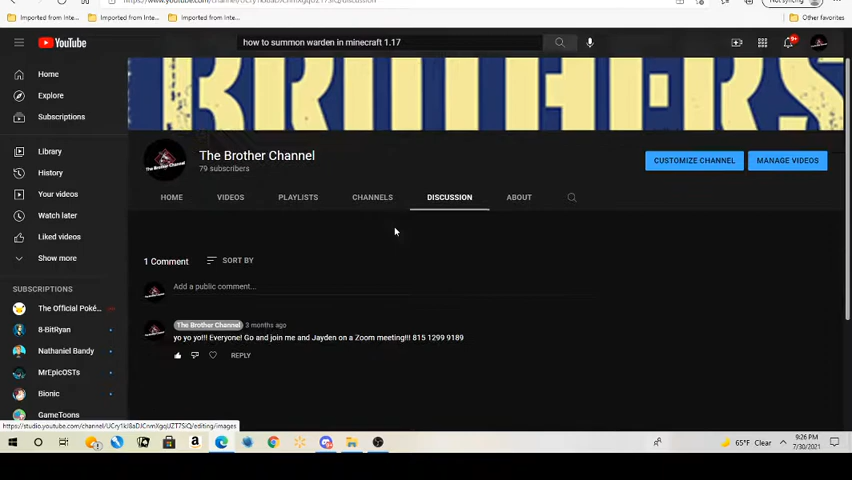 Not syncing
Imported from Inte...
Imported from Inte...
Imported from Inte...
Other favorites
YouTube
how to summon warden in minecraft 1.17
9+
BROTHERS
Home
Explore
Subscriptions
Library
History
Your videos
Watch later
Liked videos
Show more
SUBSCRIPTIONS
The Official Poké...
8-BitRyan
Nathaniel Bandy
MrEpicOSTs
Bionic
GameToons
The Brother Channel
79 subscribers
CUSTOMIZE CHANNEL
MANAGE VIDEOS
HOME
VIDEOS
PLAYLISTS
CHANNELS
DISCUSSION
ABOUT
1 Comment
SORT BY
Add a public comment...
The Brother Channel 3 months ago
yo yo yo!!! Everyone! Go and join me and Jayden on a Zoom meeting!!! 815 1299 9189
REPLY
65°F Clear
9:26 PM
7/30/2021